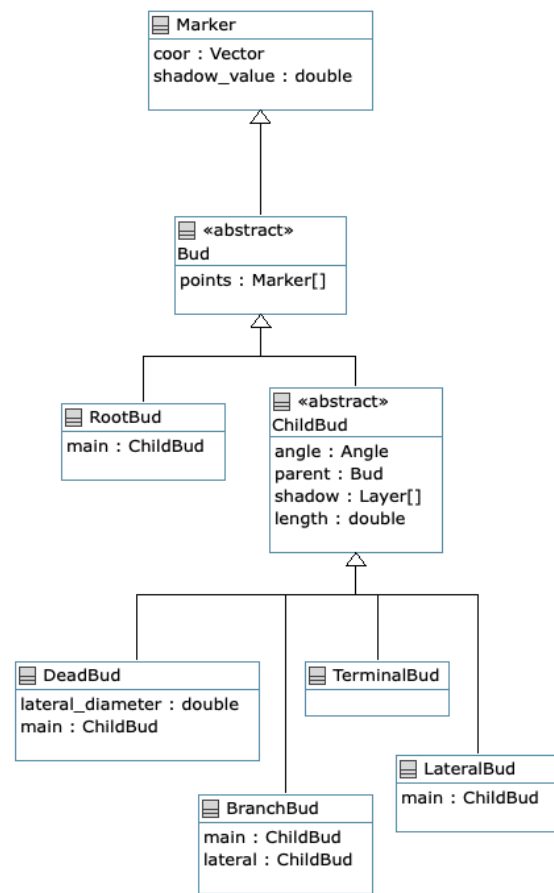 Marker
coor : Vector
shadow_value : double
«abstract»
Bud
points : Marker[]
RootBud
main : ChildBud
«abstract»
ChildBud
angle : Angle
parent : Bud
shadow : Layer[]
length : double
DeadBud
lateral_diameter : double
main : ChildBud
TerminalBud
LateralBud
main : ChildBud
BranchBud
main : ChildBud
lateral : ChildBud